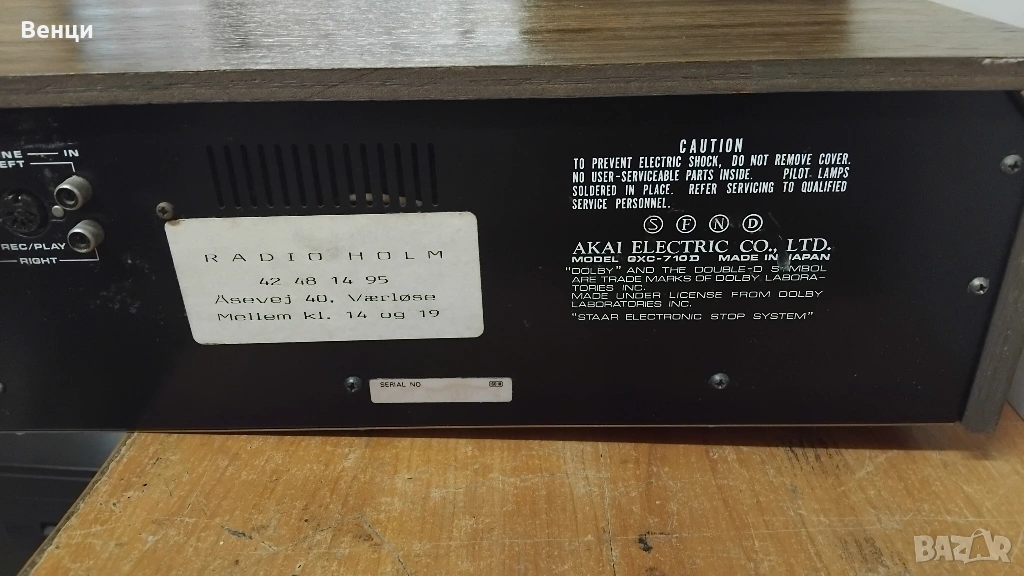 Венци
NE IN
EFT
REC/PLAY
RIGHT
RADIO HOLM
42 48 14 95
Åsevej 40, Værløse
Mellem kl. 14 og 19
SERIAL NO
CAUTION
TO PREVENT ELECTRIC SHOCK, DO NOT REMOVE COVER.
NO USER-SERVICEABLE PARTS INSIDE. PILOT LAMPS
SOLDERED IN PLACE. REFER SERVICING TO QUALIFIED
SERVICE PERSONNEL.
S F N D
AKAI ELECTRIC CO., LTD.
MODEL GXC-710D MADE IN JAPAN
"DOLBY" AND THE DOUBLE-D SYMBOL
ARE TRADE MARKS OF DOLBY LABORA-
TORIES INC.
MADE UNDER LICENSE FROM DOLBY
LABORATORIES INC.
"STAAR ELECTRONIC STOP SYSTEM"
BAZAR